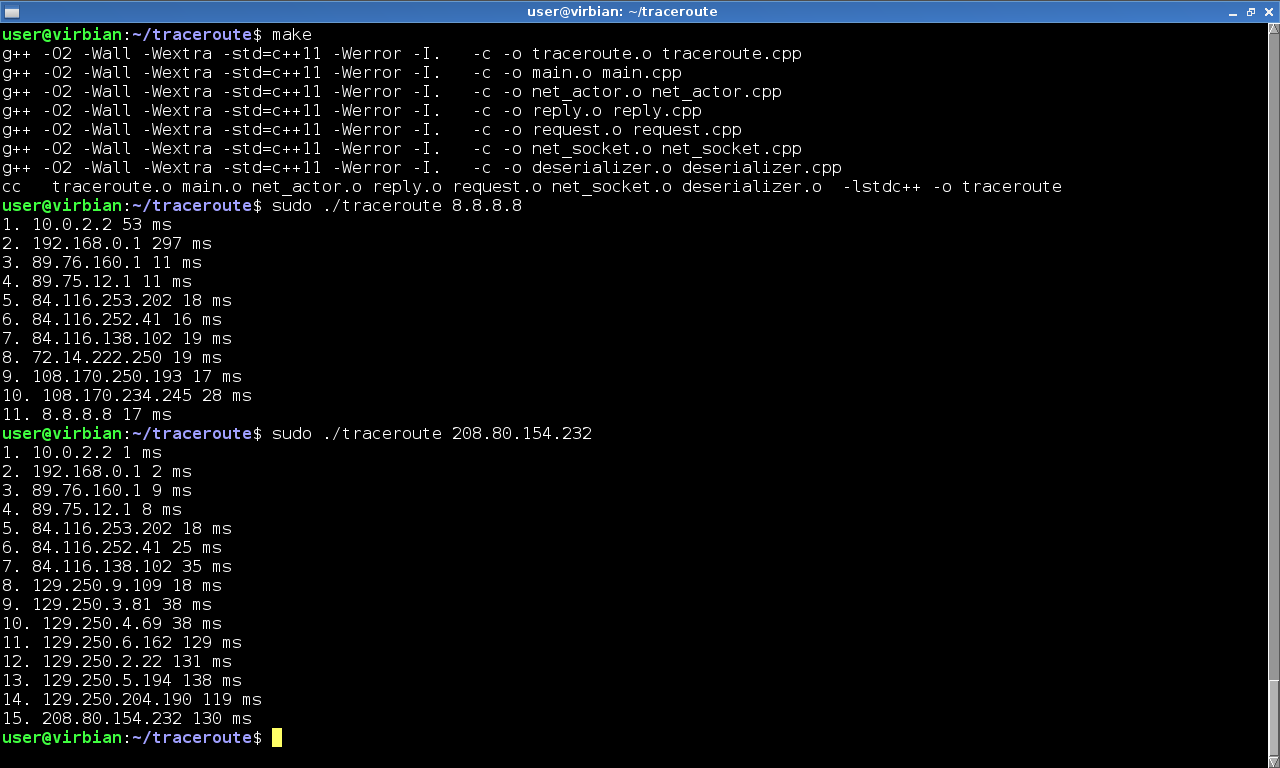 user@virbian: ~/traceroute
user@virbian:~/traceroute$ make
g++ -O2 -Wall -Wextra -std=c++11 -Werror -I.   -c -o traceroute.o traceroute.cpp
g++ -O2 -Wall -Wextra -std=c++11 -Werror -I.   -c -o main.o main.cpp
g++ -O2 -Wall -Wextra -std=c++11 -Werror -I.   -c -o net_actor.o net_actor.cpp
g++ -O2 -Wall -Wextra -std=c++11 -Werror -I.   -c -o reply.o reply.cpp
g++ -O2 -Wall -Wextra -std=c++11 -Werror -I.   -c -o request.o request.cpp
g++ -O2 -Wall -Wextra -std=c++11 -Werror -I.   -c -o net_socket.o net_socket.cpp
g++ -O2 -Wall -Wextra -std=c++11 -Werror -I.   -c -o deserializer.o deserializer.cpp
cc   traceroute.o main.o net_actor.o reply.o request.o net_socket.o deserializer.o  -lstdc++ -o traceroute
user@virbian:~/traceroute$ sudo ./traceroute 8.8.8.8
1. 10.0.2.2 53 ms
2. 192.168.0.1 297 ms
3. 89.76.160.1 11 ms
4. 89.75.12.1 11 ms
5. 84.116.253.202 18 ms
6. 84.116.252.41 16 ms
7. 84.116.138.102 19 ms
8. 72.14.222.250 19 ms
9. 108.170.250.193 17 ms
10. 108.170.234.245 28 ms
11. 8.8.8.8 17 ms
user@virbian:~/traceroute$ sudo ./traceroute 208.80.154.232
1. 10.0.2.2 1 ms
2. 192.168.0.1 2 ms
3. 89.76.160.1 9 ms
4. 89.75.12.1 8 ms
5. 84.116.253.202 18 ms
6. 84.116.252.41 25 ms
7. 84.116.138.102 35 ms
8. 129.250.9.109 18 ms
9. 129.250.3.81 38 ms
10. 129.250.4.69 38 ms
11. 129.250.6.162 129 ms
12. 129.250.2.22 131 ms
13. 129.250.5.194 138 ms
14. 129.250.204.190 119 ms
15. 208.80.154.232 130 ms
user@virbian:~/traceroute$